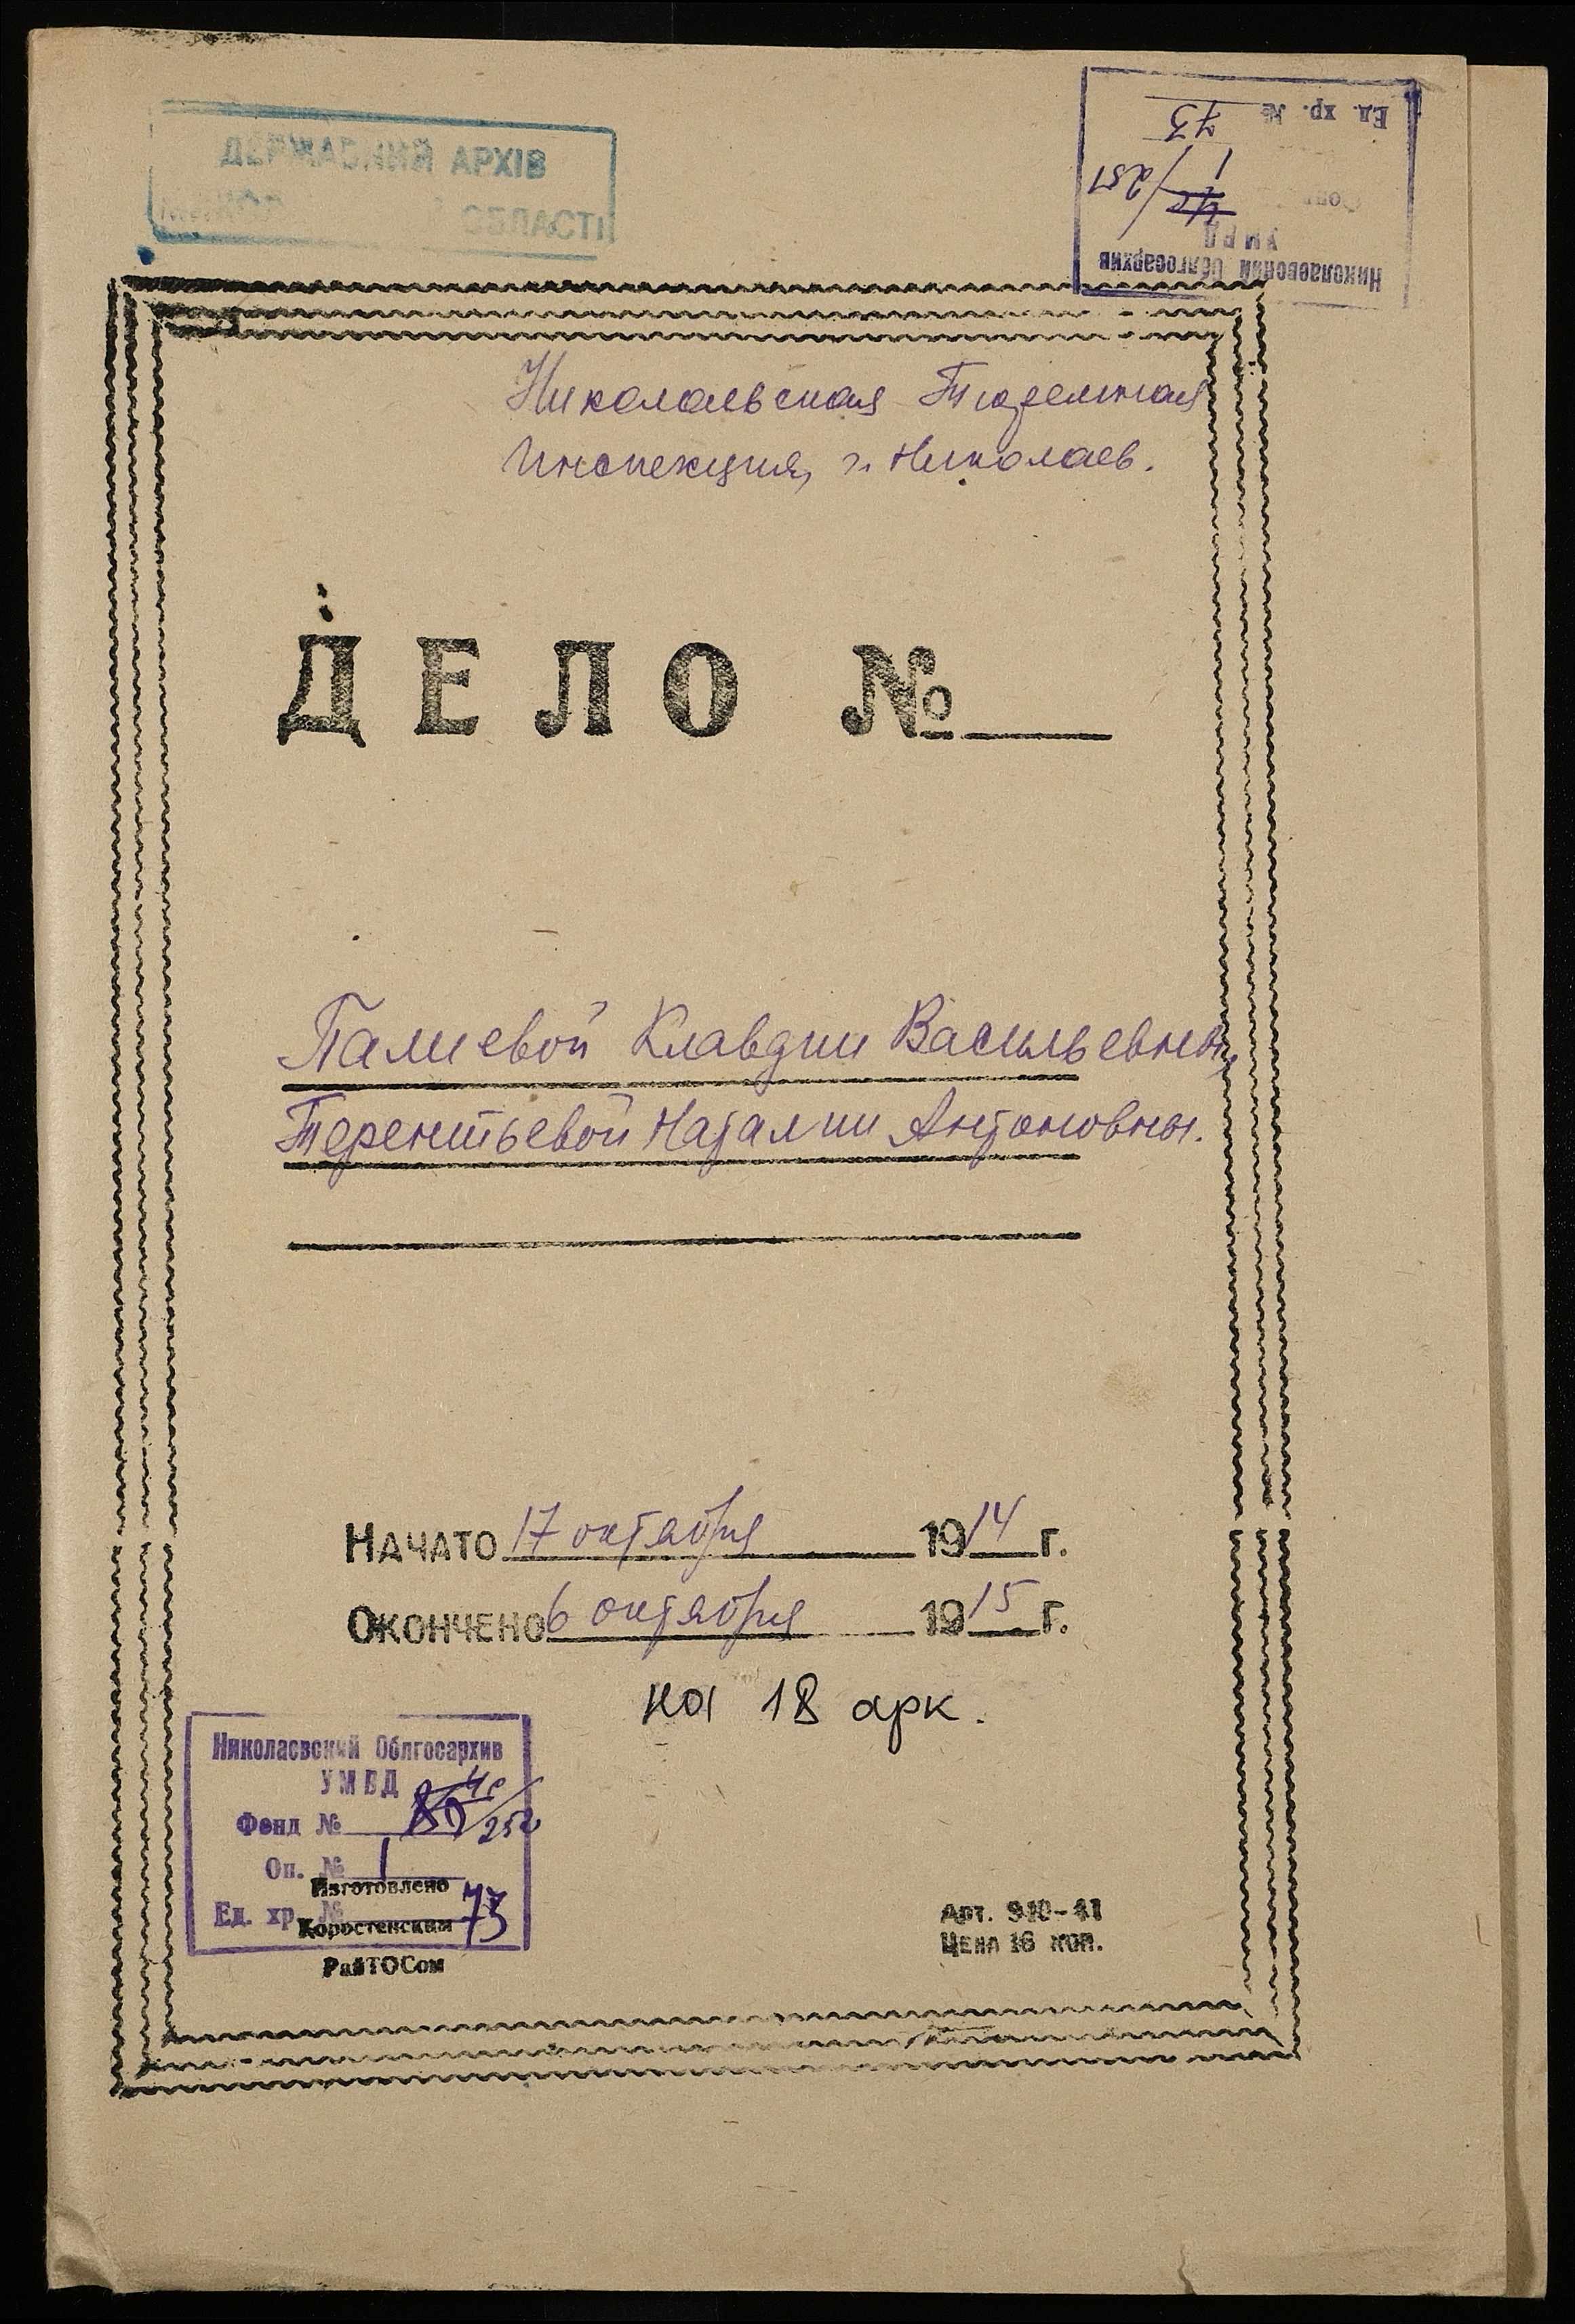 ДЕРЖАВНИЙ АРХІВ
ОБЛАСТІ
Николаевский Облгосархив
УМВД
1
Ед. хр. № 73
Николаевская Тюремная
Инспекция, г. Николаев.
ДЕЛО №
Палиевой Клавдии Васильевны,
Терентьевой Наталии Антоновны.
Начато 17 октября 1914 г.
Окончено 6 октября 1915 г.
на 18 арк.
Николаевский Облгосархив
УМВД
Фонд №
Оп. № 1
Изготовлено
Ед. хр. № 73
Коростенским
РайТОСом
Арт. 910-41
Цена 16 коп.